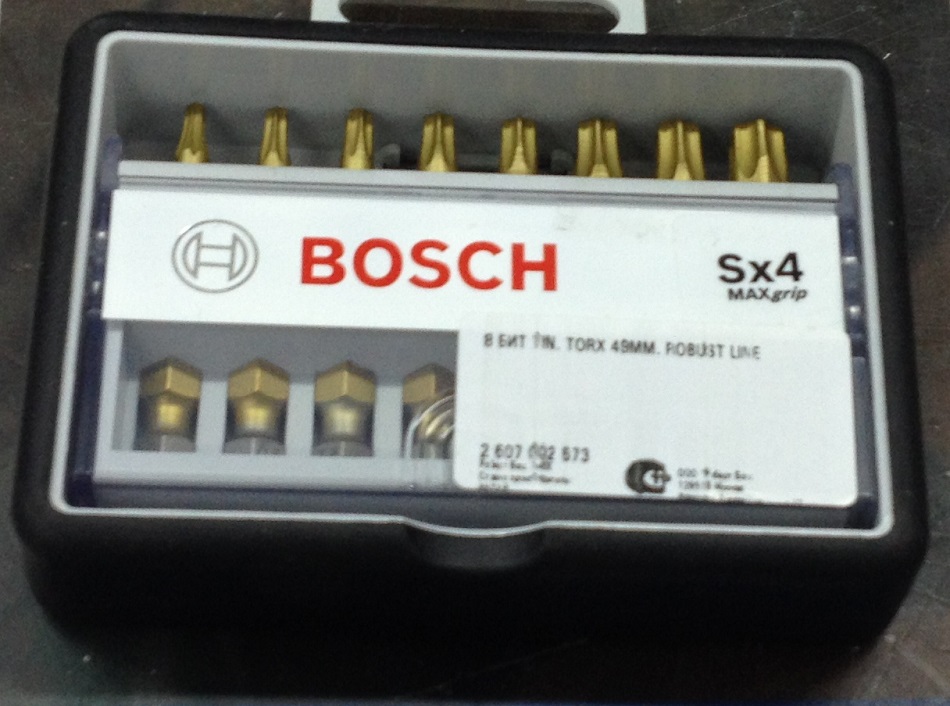 BOSCH
Sx4
MAXgrip
8 БИТ TIN. TORX 49MM. ROBUST LINE
2 607 002 573